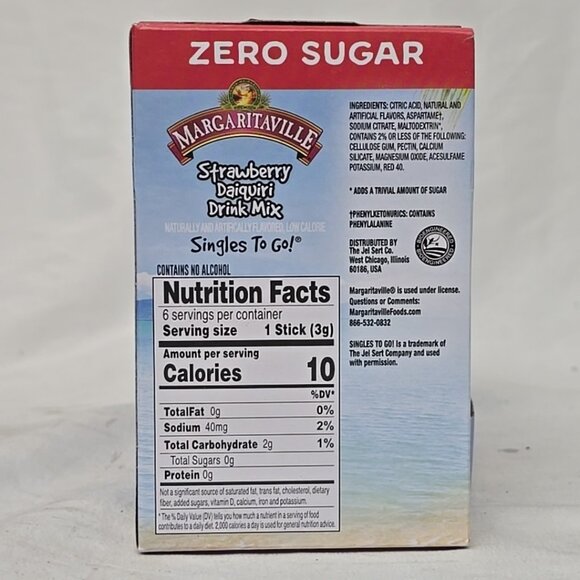 ZERO SUGAR
MARGARITAVILLE
Strawberry
Daiquiri
Drink Mix
NATURALLY AND ARTIFICIALLY FLAVORED, LOW CALORIE
Singles To Go!®
CONTAINS NO ALCOHOL
Nutrition Facts
6 servings per container
Serving size 1 Stick (3g)
Amount per serving
Calories 10
%DV*
TotalFat 0g 0%
Sodium 40mg 2%
Total Carbohydrate 2g 1%
Total Sugars 0g
Protein 0g
Not a significant source of saturated fat, trans fat, cholesterol, dietary
fiber, added sugars, vitamin D, calcium, iron and potassium.
*The % Daily Value (DV) tells you how much a nutrient in a serving of food
contributes to a daily diet. 2,000 calories a day is used for general nutrition advice.
INGREDIENTS: CITRIC ACID, NATURAL AND
ARTIFICIAL FLAVORS, ASPARTAME†,
SODIUM CITRATE, MALTODEXTRIN*,
CONTAINS 2% OR LESS OF THE FOLLOWING:
CELLULOSE GUM, PECTIN, CALCIUM
SILICATE, MAGNESIUM OXIDE, ACESULFAME
POTASSIUM, RED 40.
* ADDS A TRIVIAL AMOUNT OF SUGAR
†PHENYLKETONURICS: CONTAINS
PHENYLALANINE
DISTRIBUTED BY
The Jel Sert Co.
West Chicago, Illinois
60186, USA
BIOENGINEERED
Margaritaville® is used under license.
Questions or Comments:
MargaritavilleFoods.com
866-532-0832
SINGLES TO GO! is a trademark of
The Jel Sert Company and used
with permission.